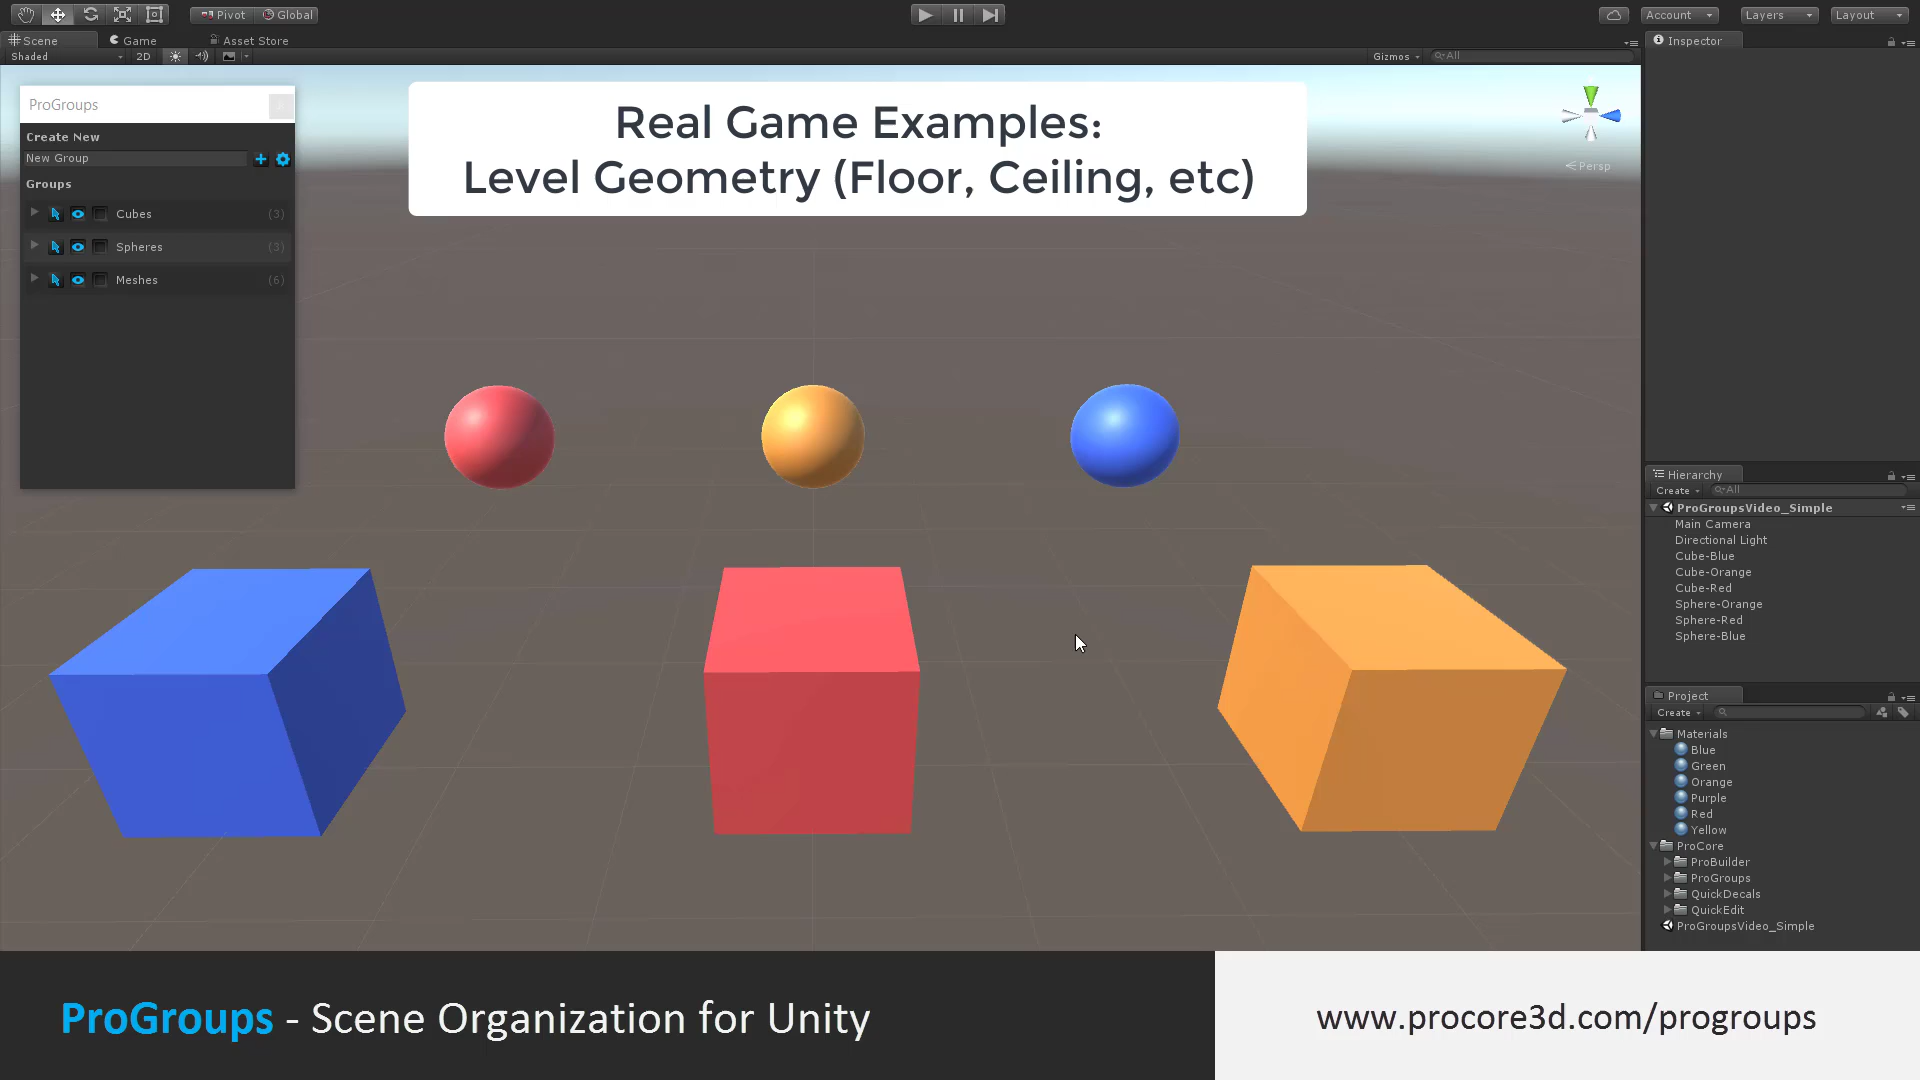 Pivot
Global
Account
Layers
Layout
Scene
Game
Asset Store
Inspector
Shaded
2D
Gizmos
All
ProGroups
Create New
New Group
Groups
Cubes (3)
Spheres (3)
Meshes (6)
Real Game Examples:
Level Geometry (Floor, Ceiling, etc)
Persp
Hierarchy
Create
All
ProGroupsVideo_Simple
Main Camera
Directional Light
Cube-Blue
Cube-Orange
Cube-Red
Sphere-Orange
Sphere-Red
Sphere-Blue
Project
Create
Materials
Blue
Green
Orange
Purple
Red
Yellow
ProCore
ProBuilder
ProGroups
QuickDecals
QuickEdit
ProGroupsVideo_Simple
ProGroups - Scene Organization for Unity
www.procore3d.com/progroups